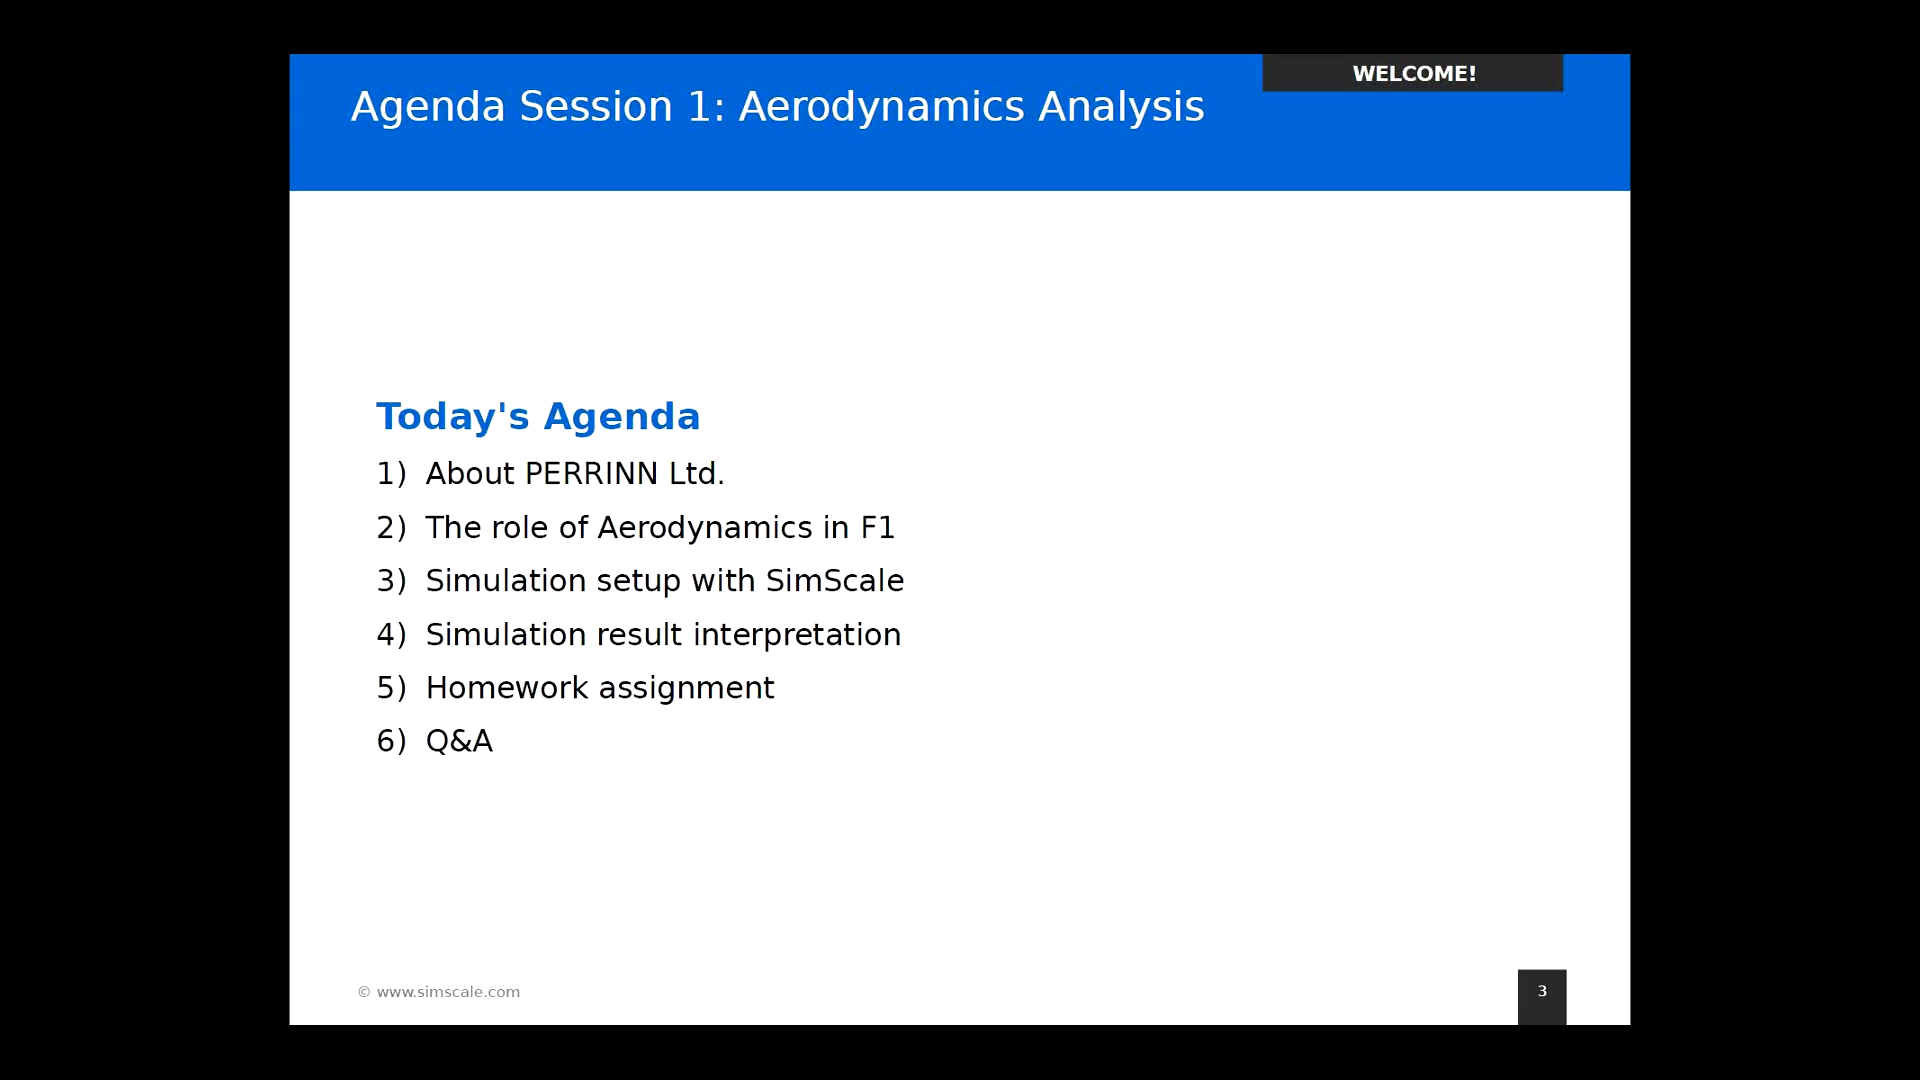 WELCOME!
Agenda Session 1: Aerodynamics Analysis
Today's Agenda
1) About PERRINN Ltd.
2) The role of Aerodynamics in F1
3) Simulation setup with SimScale
4) Simulation result interpretation
5) Homework assignment
6) Q&A
© www.simscale.com
3